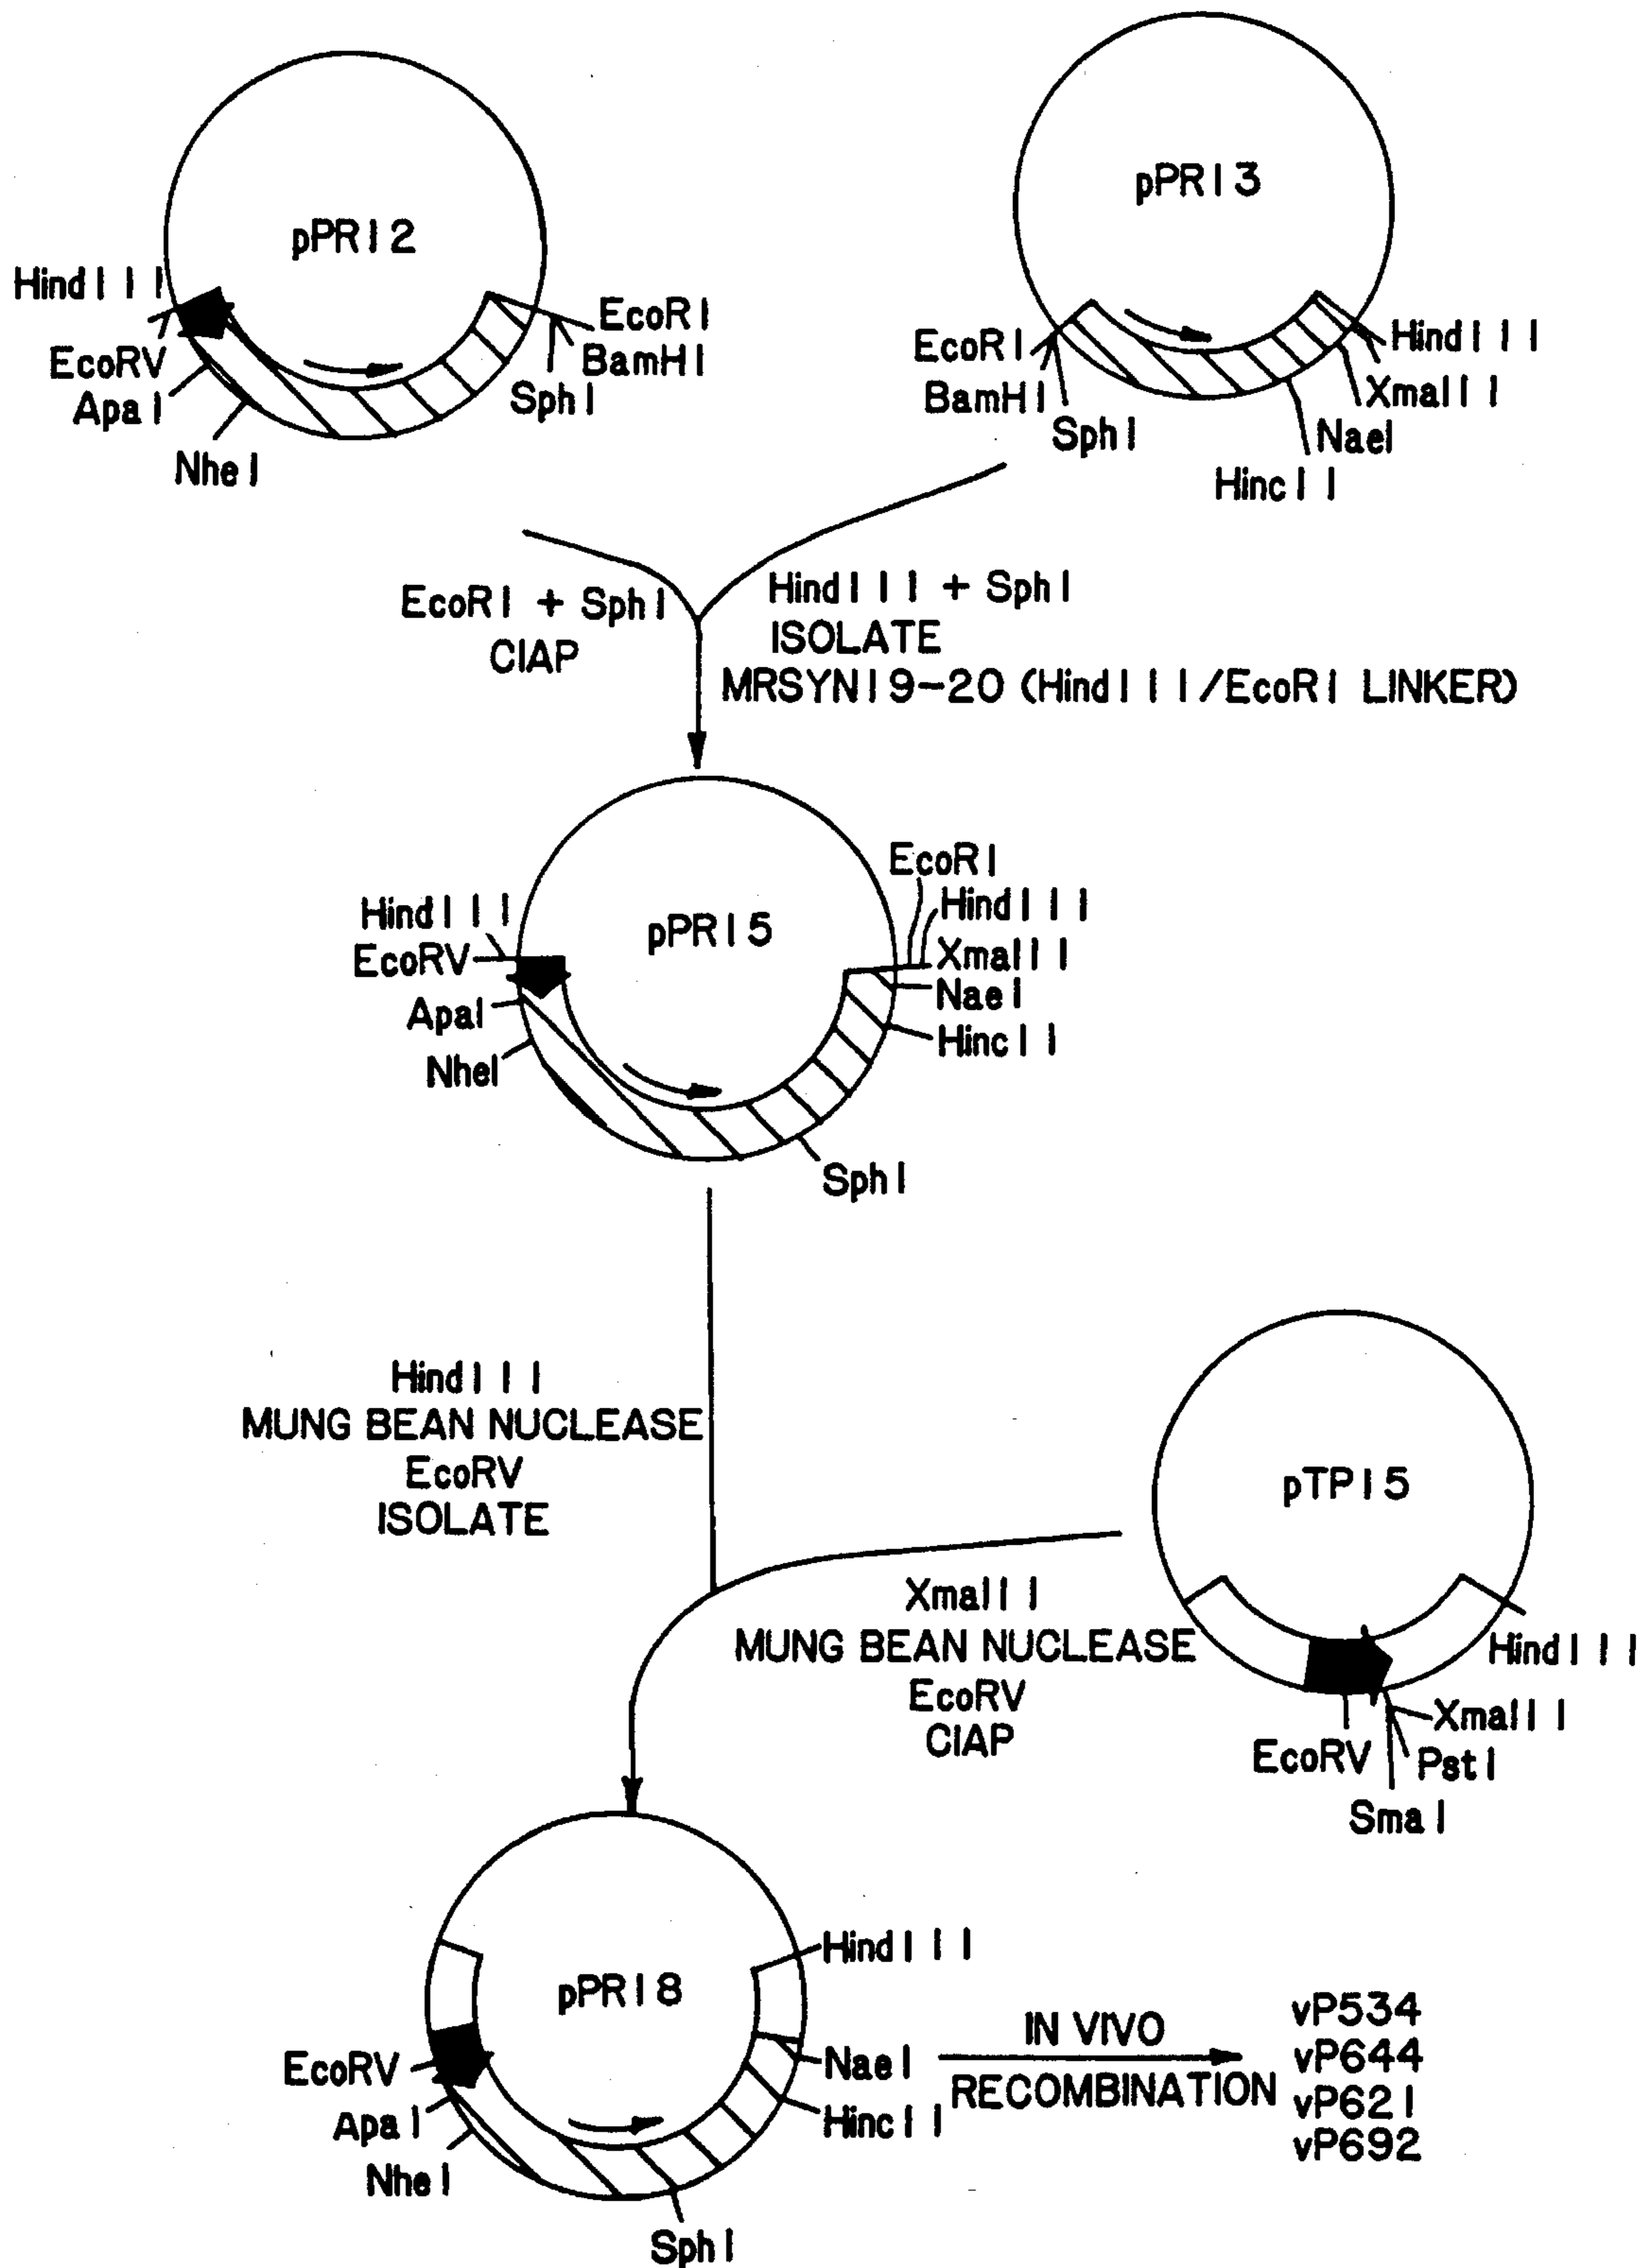 pPR12
HindIII
EcoRV
ApaI
NheI
EcoRI
BamHI
SphI
pPR13
EcoRI
BamHI
SphI
HindIII
XmaIII
NaeI
HincII
EcoRI + SphI
CIAP
HindIII + SphI
ISOLATE
MRSYN19-20 (HindIII/EcoRI LINKER)
pPR15
HindIII
EcoRV
ApaI
NheI
EcoRI
HindIII
XmaIII
NaeI
HincII
SphI
HindIII
MUNG BEAN NUCLEASE
EcoRV
ISOLATE
pTP15
HindIII
XmaIII
PstI
EcoRV
SmaI
XmaIII
MUNG BEAN NUCLEASE
EcoRV
CIAP
pPR18
HindIII
EcoRV
ApaI
NheI
NaeI
HincII
SphI
IN VIVO
RECOMBINATION
vP534
vP644
vP621
vP692